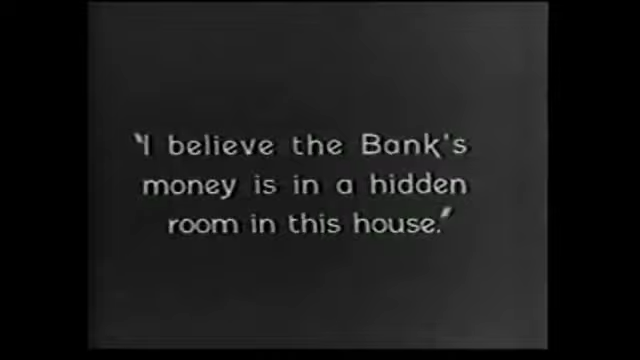 "I believe the Bank's
money is in a hidden
room in this house."